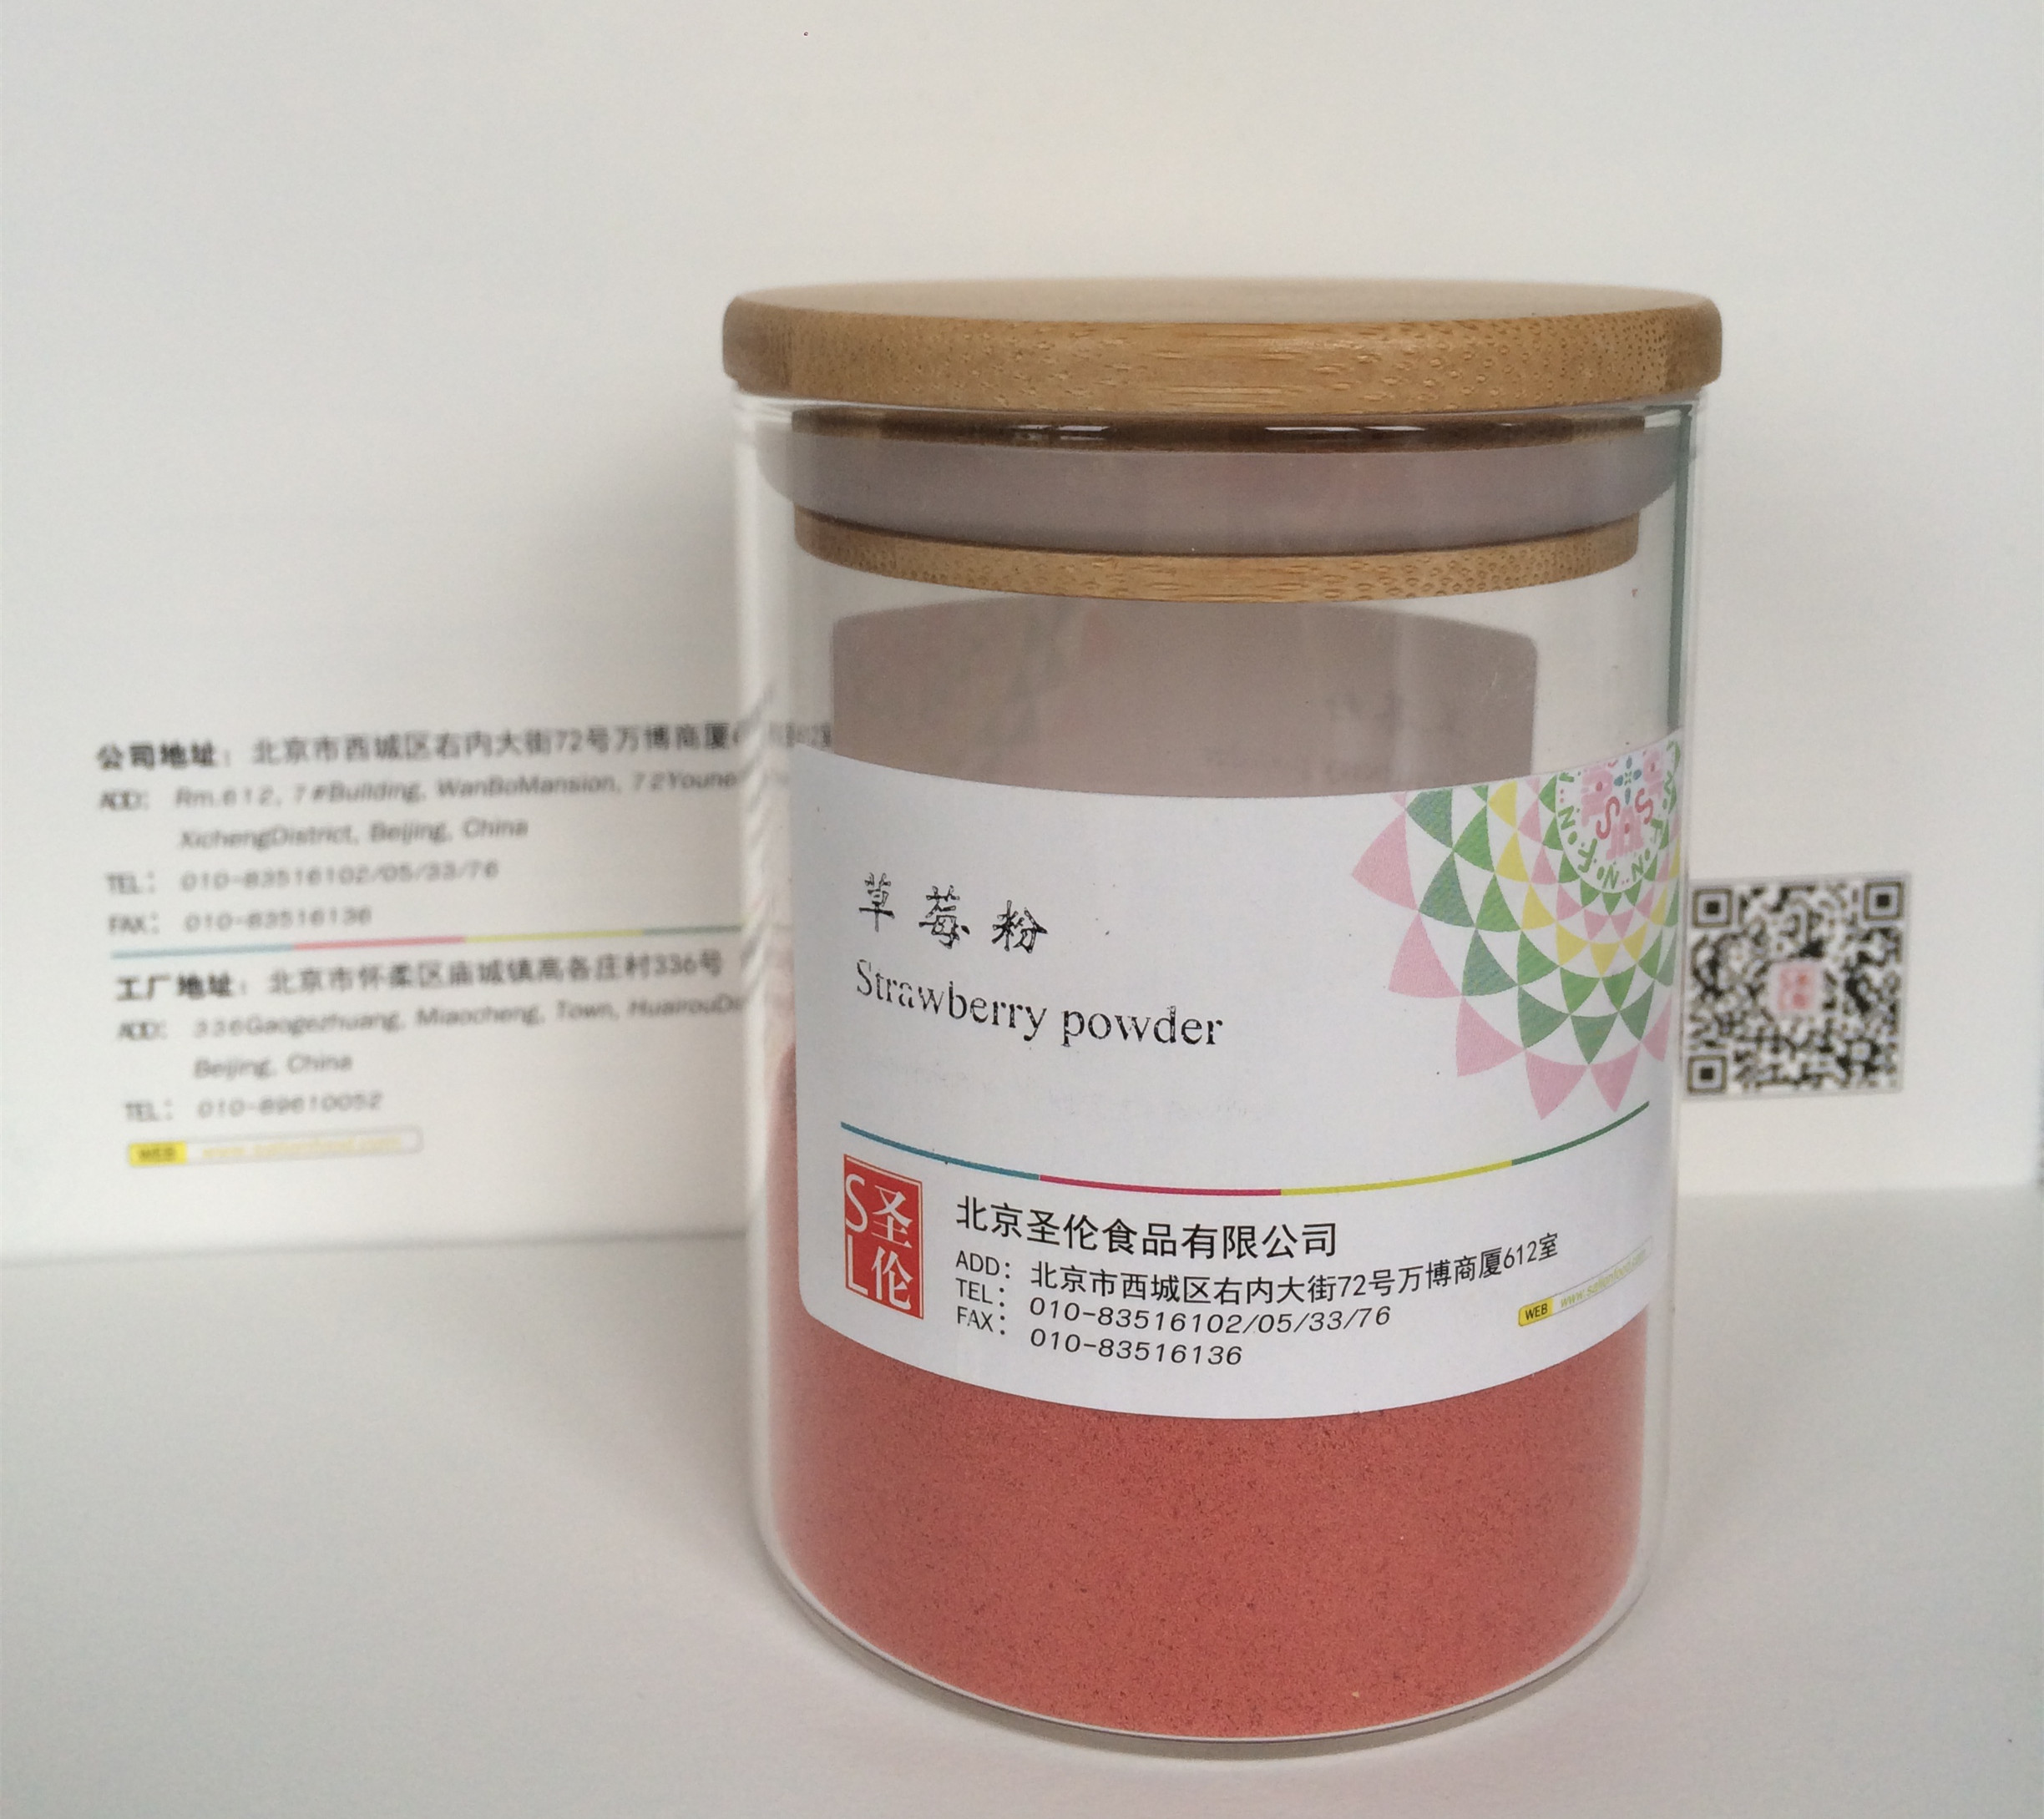 公司地址：北京市西城区右内大街72号万博商厦
ADD： Rm.612, 7#Building, WanBoMansion, 72Youne
XichengDistrict, Beijing, China
TEL： 010-83516102/05/33/76
FAX： 010-83516136
工厂地址：北京市怀柔区庙城镇高各庄村336号
ADD： 336Gaogezhuang, Miaocheng, Town, HuairouDis
Beijing, China
TEL： 010-89610052
WEB
草莓粉
Strawberry powder
S圣
L伦
北京圣伦食品有限公司
ADD： 北京市西城区右内大街72号万博商厦612室
TEL： 010-83516102/05/33/76
FAX： 010-83516136
WEB